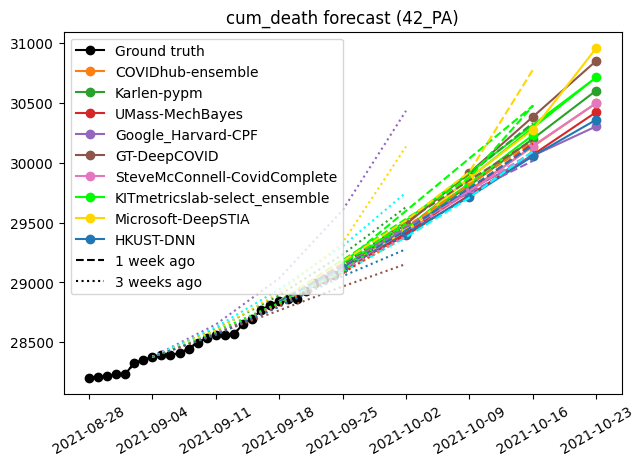 cum_death forecast (42_PA)
31000
30500
30000
29500
29000
28500
Ground truth
COVIDhub-ensemble
Karlen-pypm
UMass-MechBayes
Google_Harvard-CPF
GT-DeepCOVID
SteveMcConnell-CovidComplete
KITmetricslab-select_ensemble
Microsoft-DeepSTIA
HKUST-DNN
1 week ago
3 weeks ago
2021-08-28
2021-09-04
2021-09-11
2021-09-18
2021-09-25
2021-10-02
2021-10-09
2021-10-16
2021-10-23